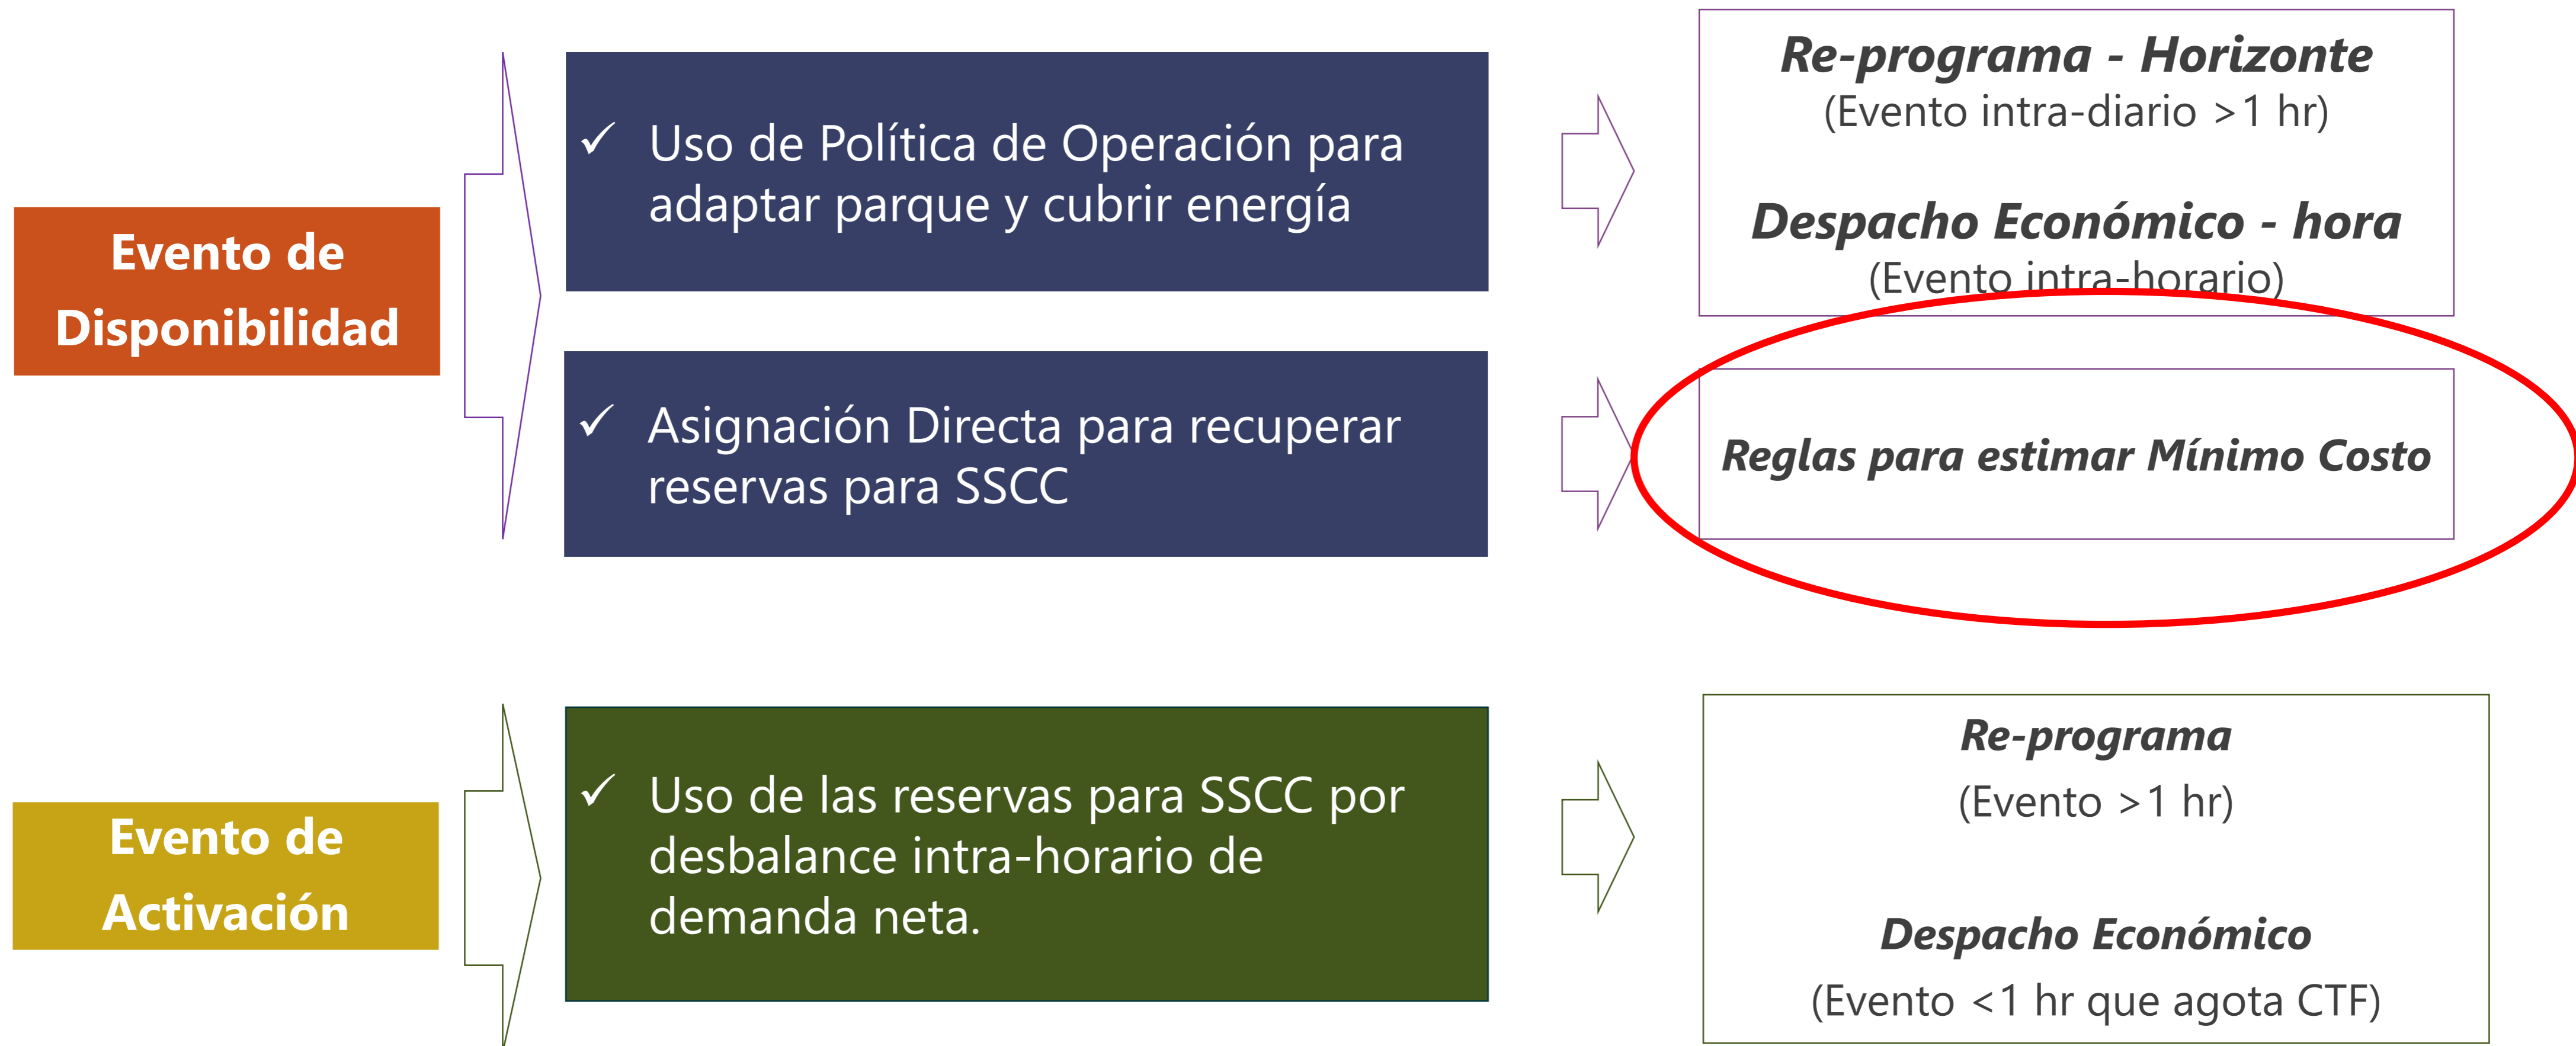 Evento de
Disponibilidad
✓ Uso de Política de Operación para
adaptar parque y cubrir energía
Re-programa - Horizonte
(Evento intra-diario >1 hr)
Despacho Económico - hora
(Evento intra-horario)
✓ Asignación Directa para recuperar
reservas para SSCC
Reglas para estimar Mínimo Costo
Evento de
Activación
✓ Uso de las reservas para SSCC por
desbalance intra-horario de
demanda neta.
Re-programa
(Evento >1 hr)
Despacho Económico
(Evento <1 hr que agota CTF)